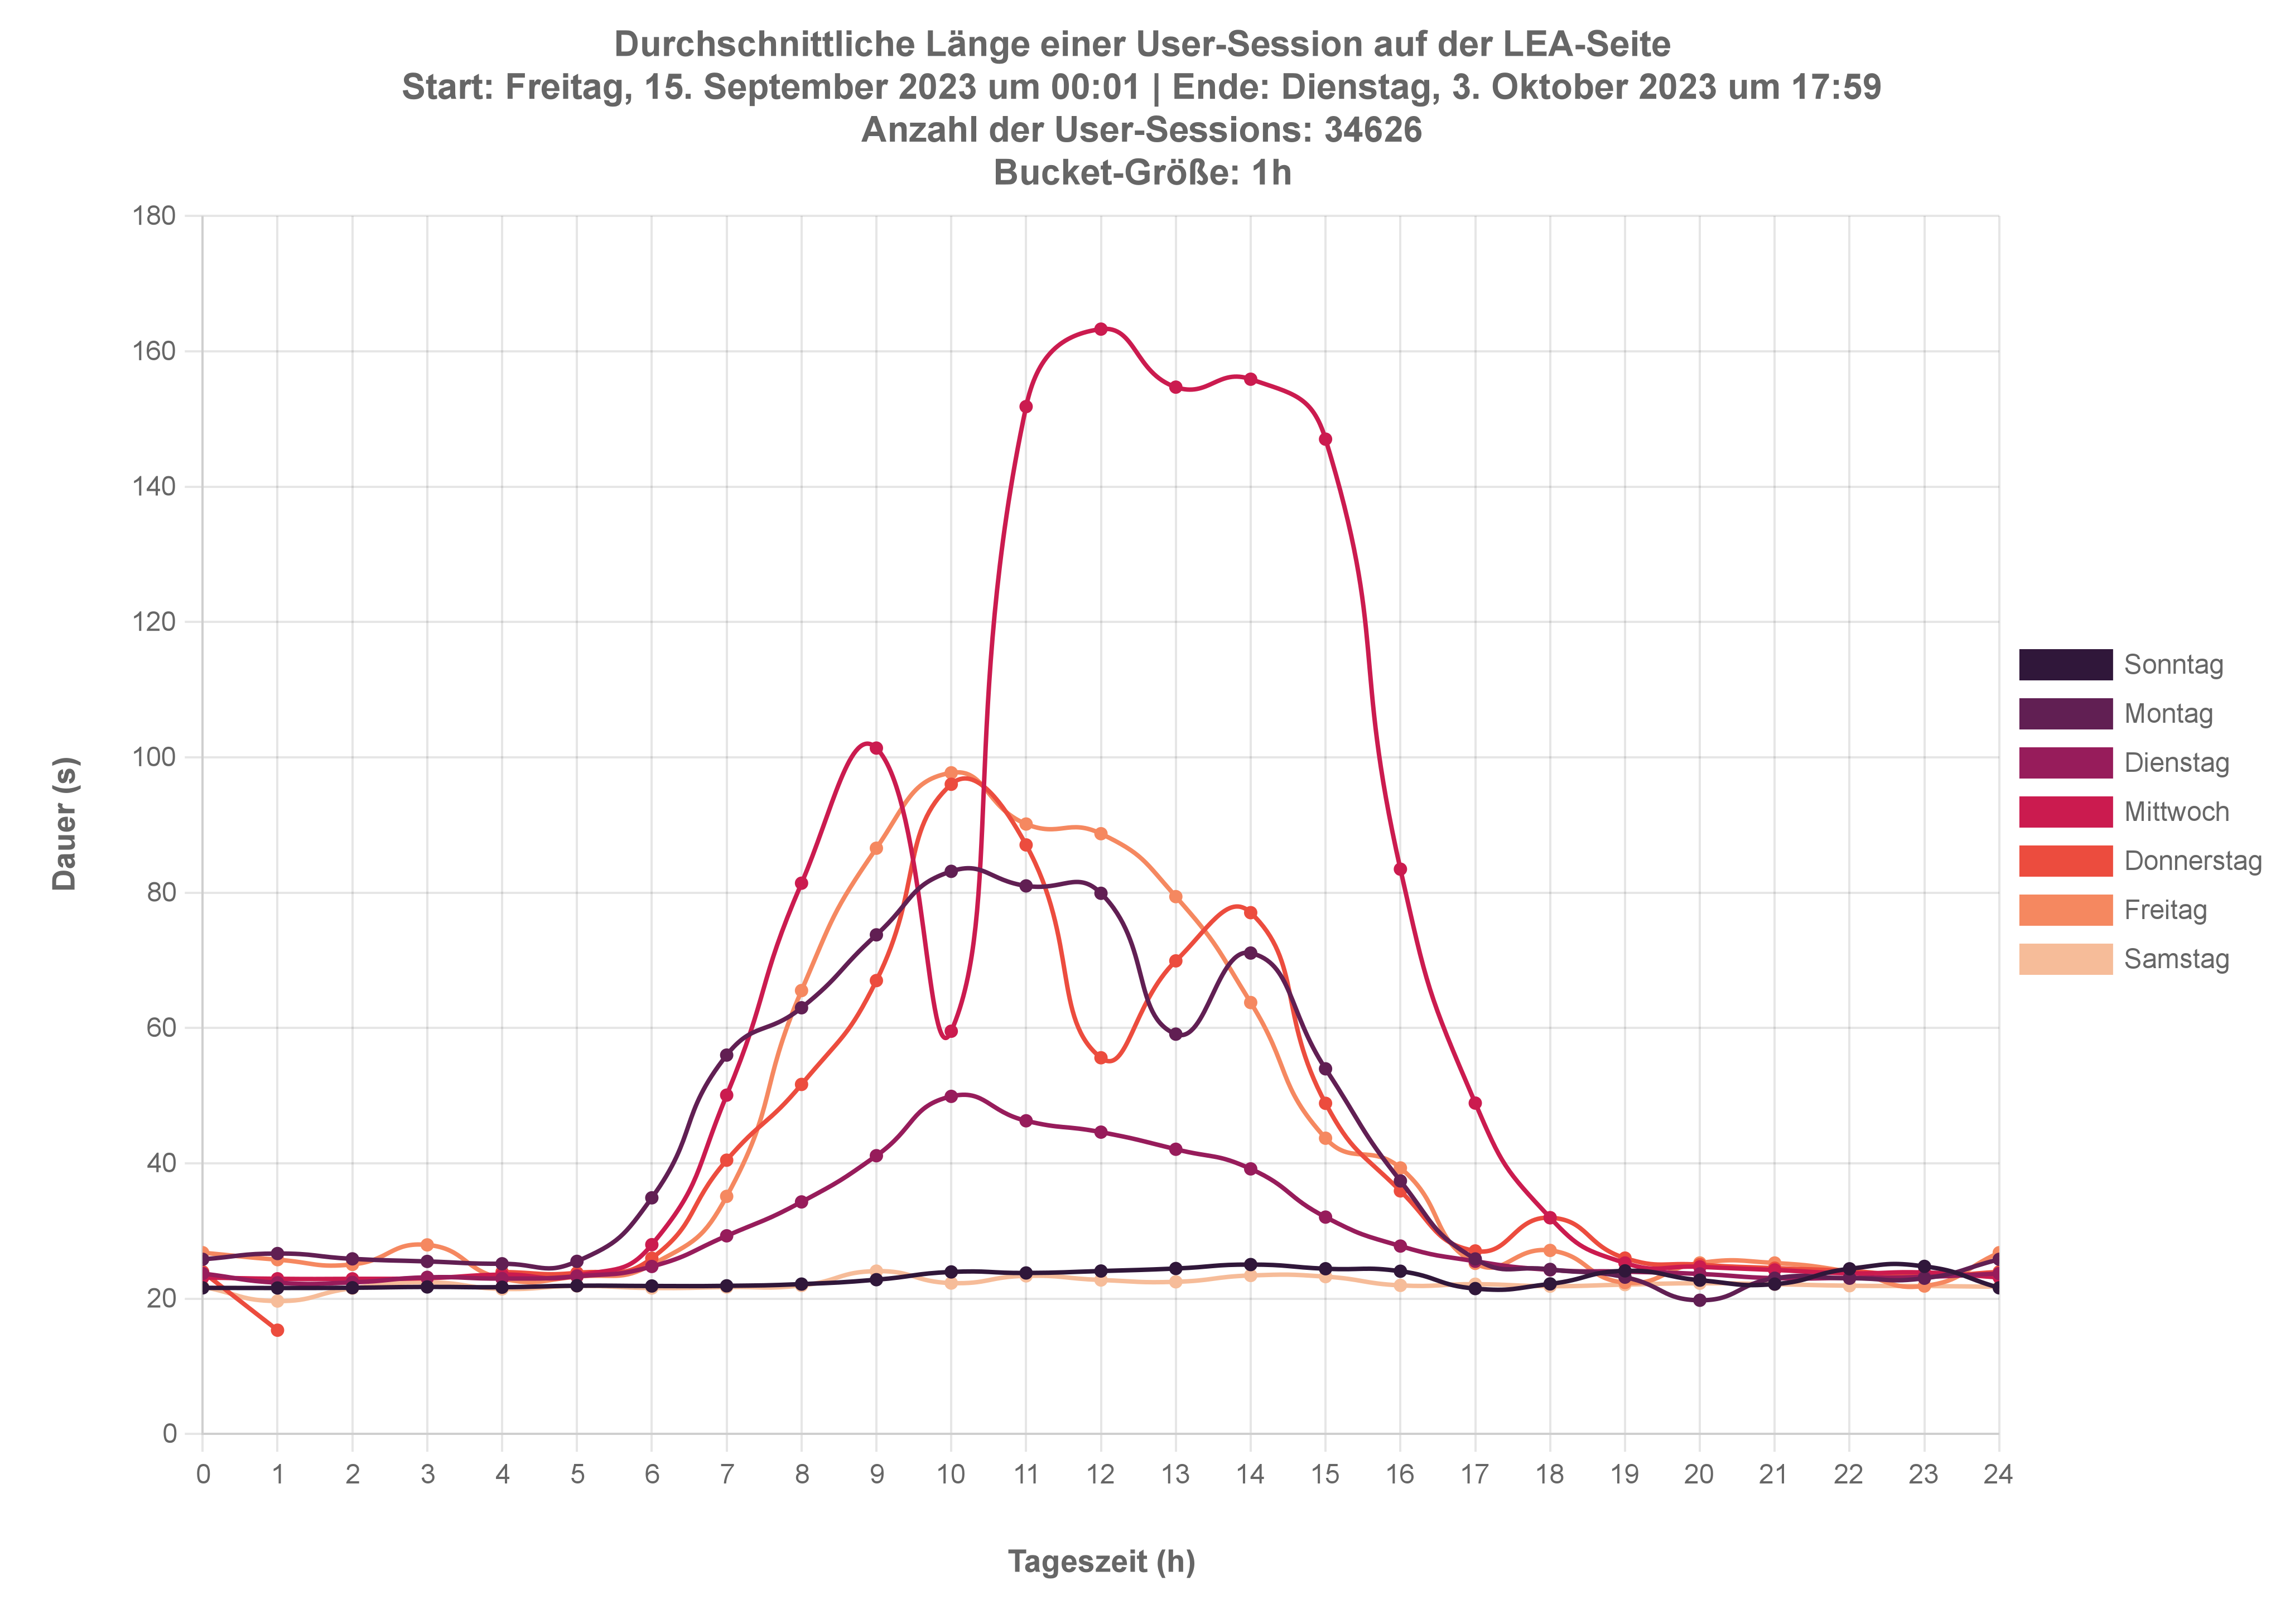 Durchschnittliche Länge einer User-Session auf der LEA-Seite
Start: Freitag, 15. September 2023 um 00:01 | Ende: Dienstag, 3. Oktober 2023 um 17:59
Anzahl der User-Sessions: 34626
Bucket-Größe: 1h
180
160
140
120
100
80
60
40
20
0
Dauer (s)
0 1 2 3 4 5 6 7 8 9 10 11 12 13 14 15 16 17 18 19 20 21 22 23 24
Tageszeit (h)
Sonntag
Montag
Dienstag
Mittwoch
Donnerstag
Freitag
Samstag